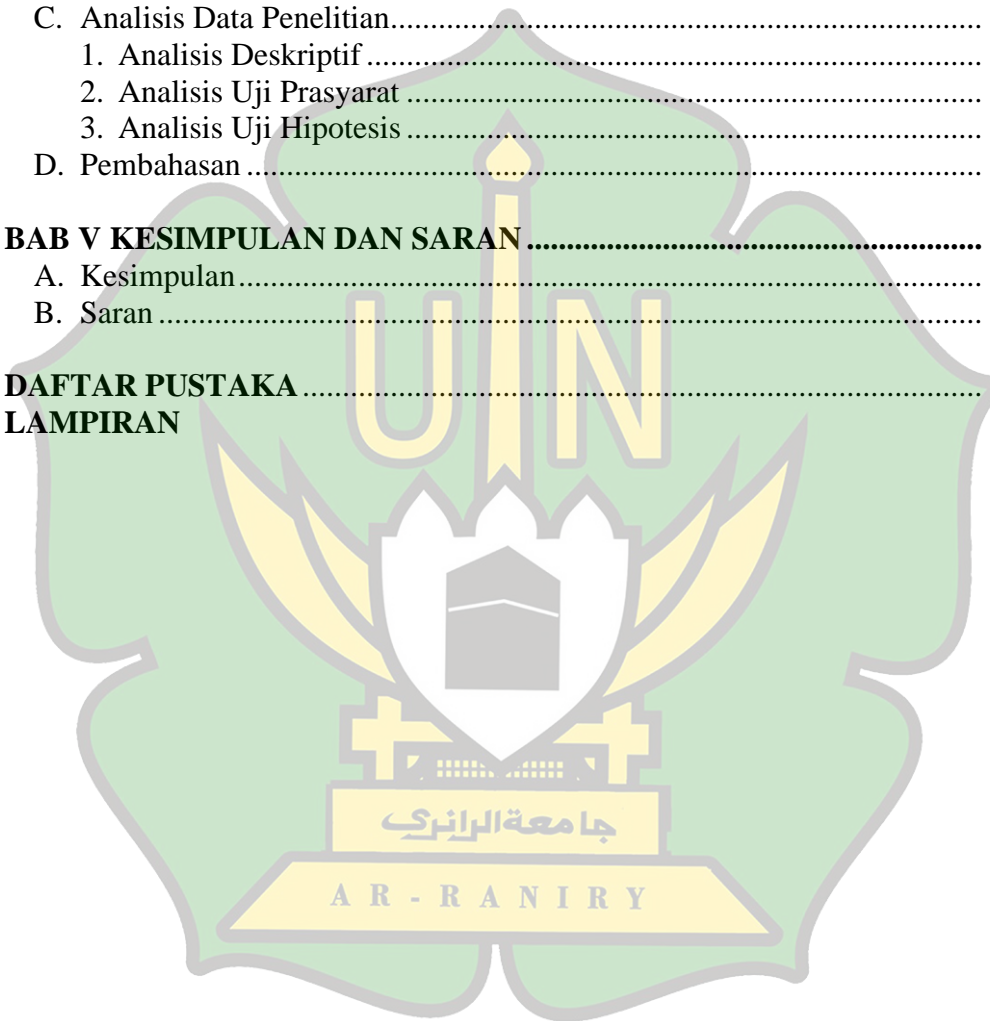 C. Analisis Data Penelitian..........................................................................
1. Analisis Deskriptif .............................................................................
2. Analisis Uji Prasyarat ........................................................................
3. Analisis Uji Hipotesis ........................................................................
D. Pembahasan ............................................................................................
BAB V KESIMPULAN DAN SARAN .........................................................
A. Kesimpulan.............................................................................................
B. Saran .......................................................................................................
DAFTAR PUSTAKA .....................................................................................
LAMPIRAN
UIN
جامعة الرانري
AR-RANIRY